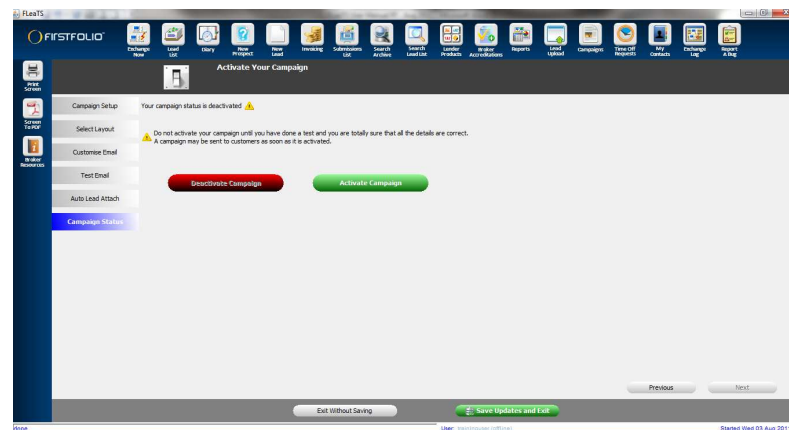 FLeaTS
FIRSTFOLIO
Exchange Now
Lead List
Diary
New Prospect
New Lead
Invoicing
Submissions List
Search Archive
Search Lead List
Lender Products
Broker Accreditations
Reports
Lead Upload
Campaigns
Time Off Requests
My Contacts
Exchange Log
Report A Bug
Print Screen
Screen To PDF
Broker Resources
Activate Your Campaign
Campaign Setup
Select Layout
Customise Email
Test Email
Auto Lead Attach
Campaign Status
Your campaign status is deactivated
Do not activate your campaign until you have done a test and you are totally sure that all the details are correct.
A campaign may be sent to customers as soon as it is activated.
Deactivate Campaign
Activate Campaign
Previous
Next
Exit Without Saving
Save Updates and Exit
done
User:
Started Wed 03 Aug 201